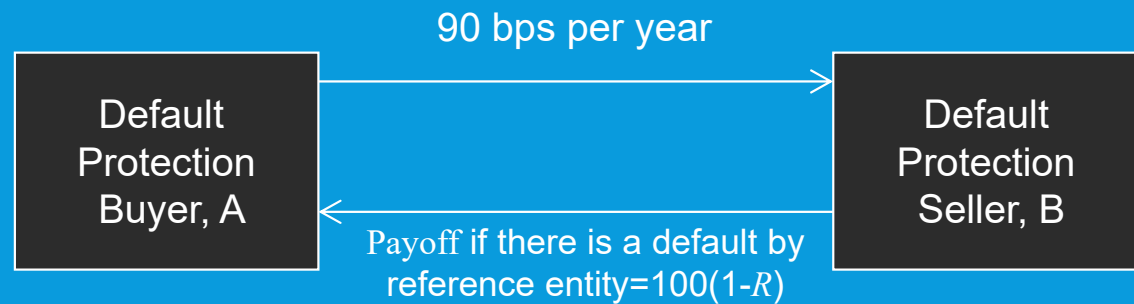 90 bps per year
Default
Protection
Buyer, A
Default
Protection
Seller, B
Payoff if there is a default by
reference entity=100(1-R)